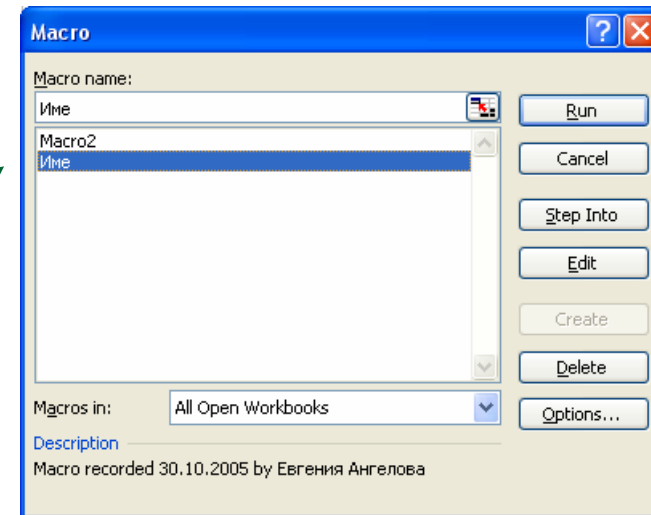 Macro
Macro name:
Име
Run
Macro2
Име
Cancel
Step Into
Edit
Create
Delete
Macros in:
All Open Workbooks
Options...
Description
Macro recorded 30.10.2005 by Евгения Ангелова